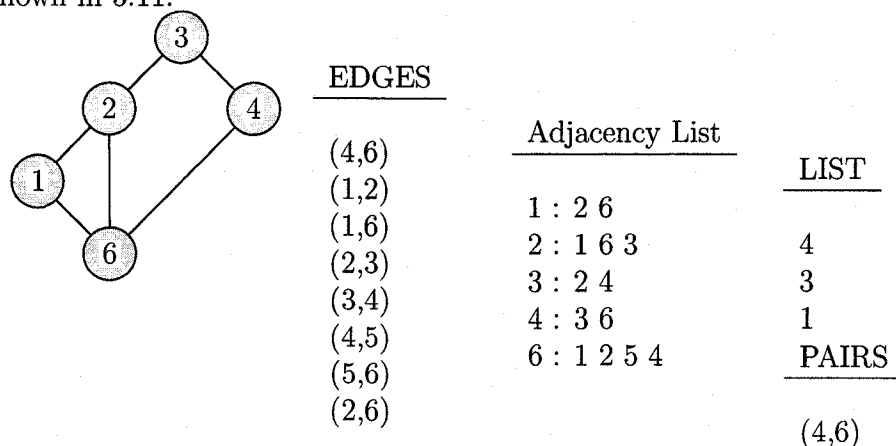 nown in 3.11.
3
2
4
1
6
EDGES
(4,6)
(1,2)
(1,6)
(2,3)
(3,4)
(4,5)
(5,6)
(2,6)
Adjacency List
1 : 2 6
2 : 1 6 3
3 : 2 4
4 : 3 6
6 : 1 2 5 4
LIST
4
3
1
PAIRS
(4,6)